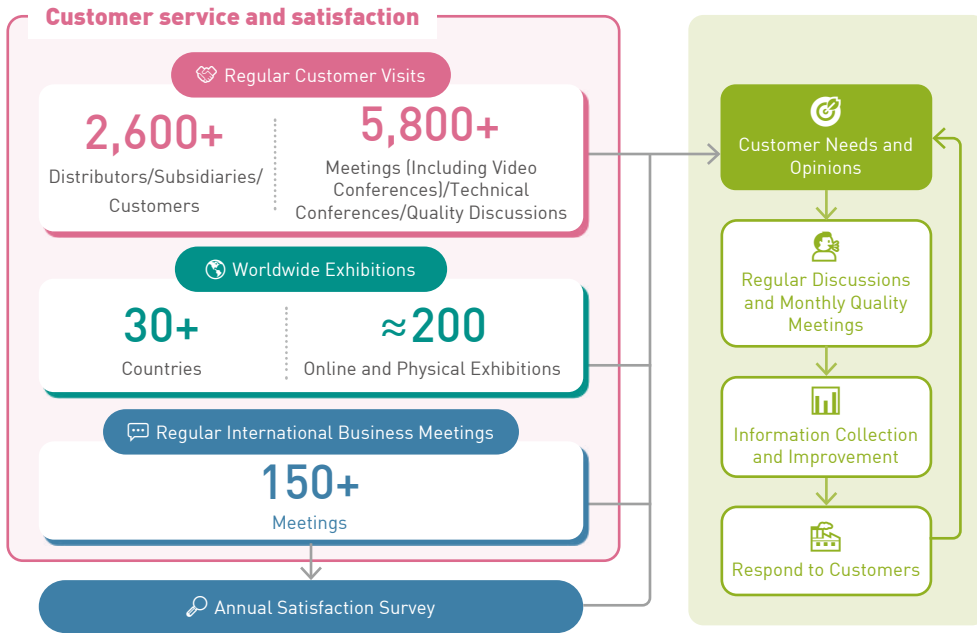 Customer service and satisfaction
Regular Customer Visits
2,600+
Distributors/Subsidiaries/
Customers
5,800+
Meetings (Including Video
Conferences)/Technical
Conferences/Quality Discussions
Worldwide Exhibitions
30+
Countries
≈200
Online and Physical Exhibitions
Regular International Business Meetings
150+
Meetings
Annual Satisfaction Survey
Customer Needs and
Opinions
Regular Discussions
and Monthly Quality
Meetings
Information Collection
and Improvement
Respond to Customers